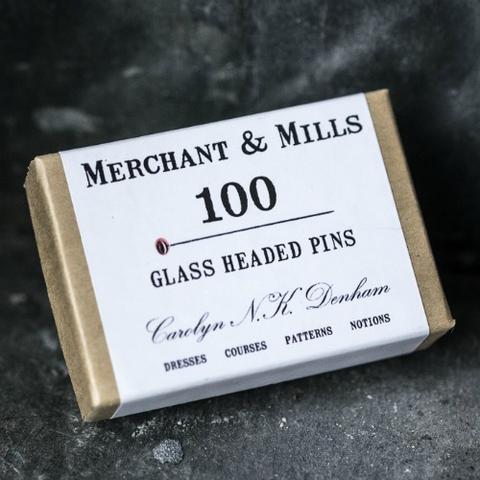 MERCHANT & MILLS
100
GLASS HEADED PINS
Carolyn N.K. Denham
DRESSES COURSES PATTERNS NOTIONS